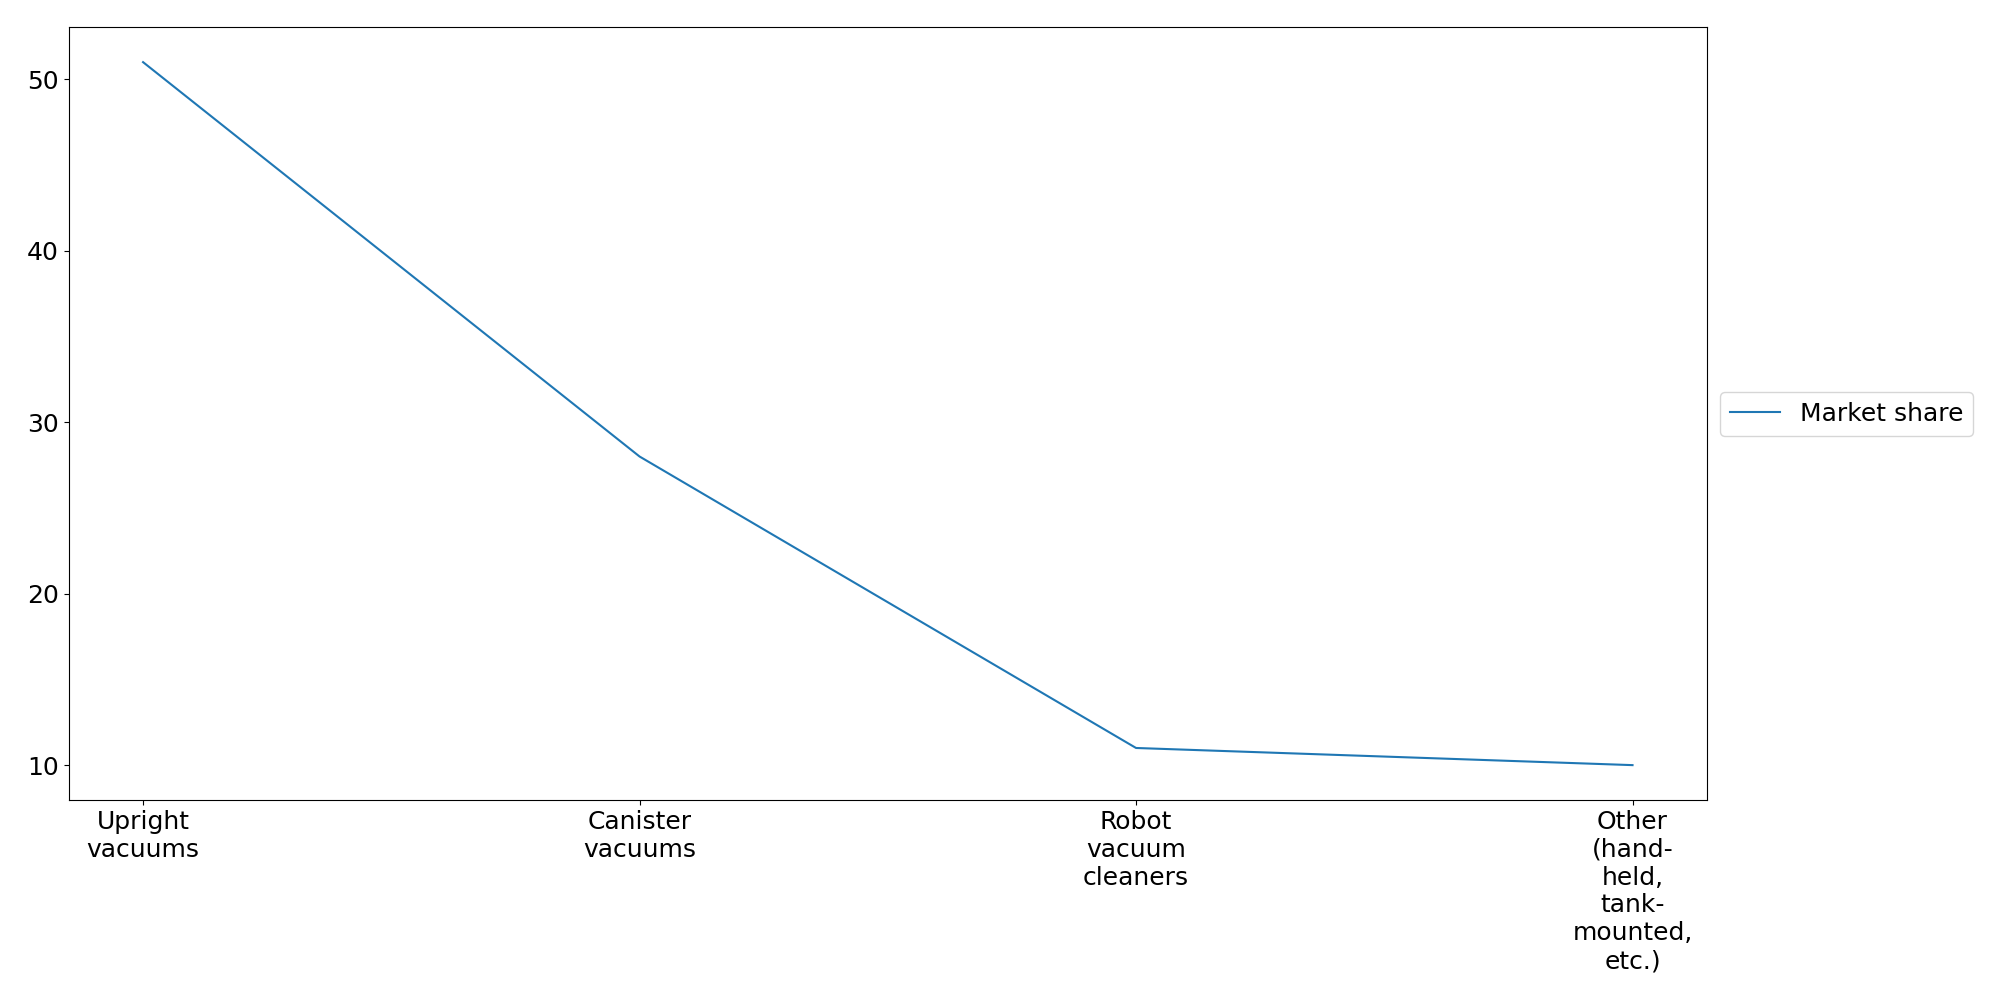 50
40
30
20
10
Upright
vacuums
Canister
vacuums
Robot
vacuum
cleaners
Other
(hand-
held,
tank-
mounted,
etc.)
Market share